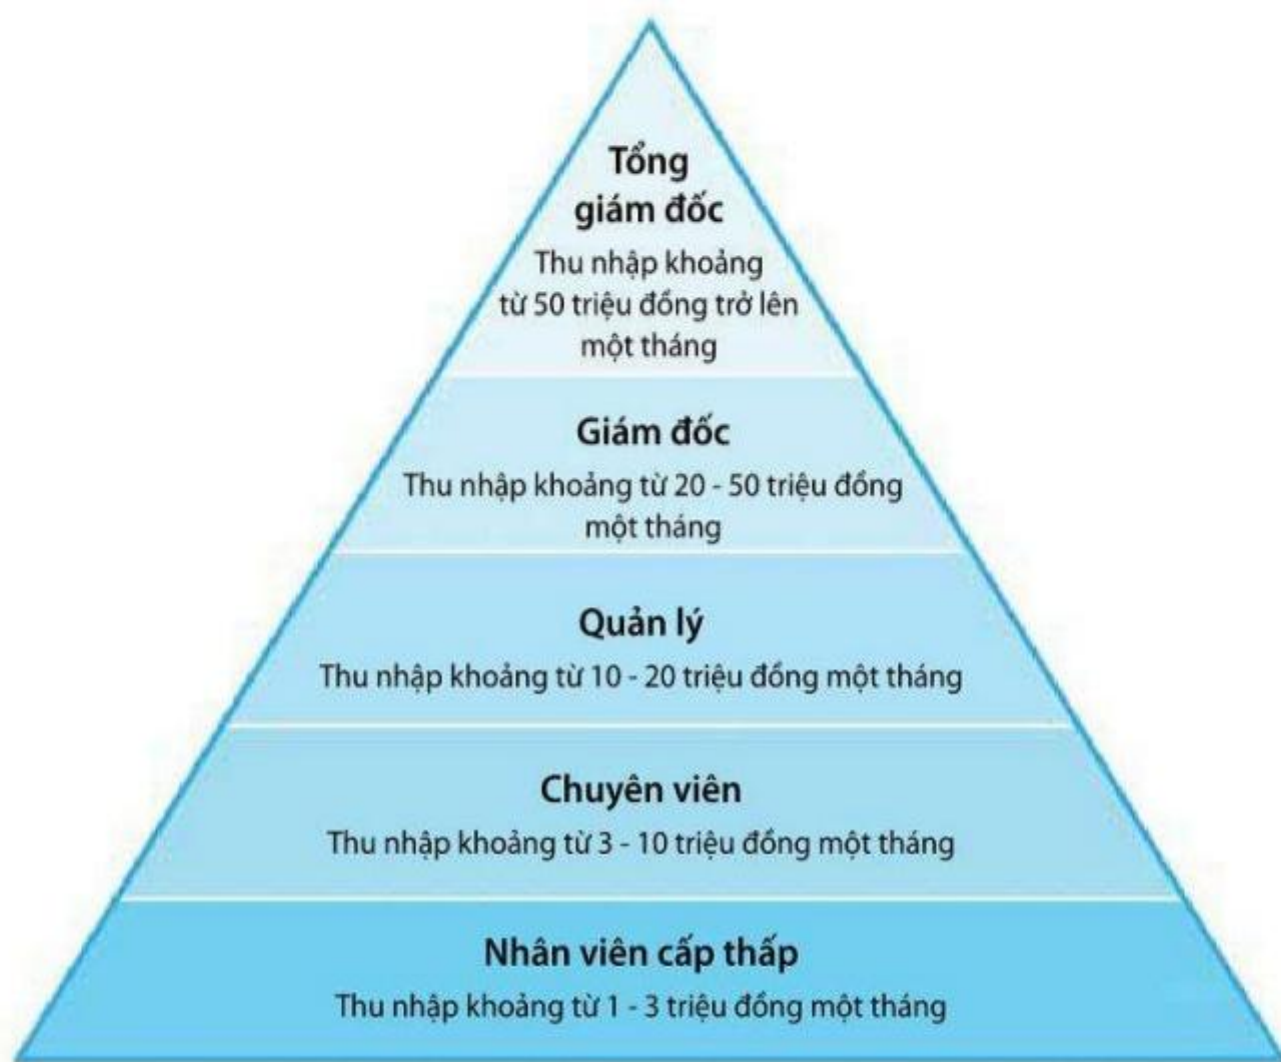 Tổng
giám đốc
Thu nhập khoảng
từ 50 triệu đồng trở lên
một tháng
Giám đốc
Thu nhập khoảng từ 20 - 50 triệu đồng
một tháng
Quản lý
Thu nhập khoảng từ 10 - 20 triệu đồng một tháng
Chuyên viên
Thu nhập khoảng từ 3 - 10 triệu đồng một tháng
Nhân viên cấp thấp
Thu nhập khoảng từ 1 - 3 triệu đồng một tháng